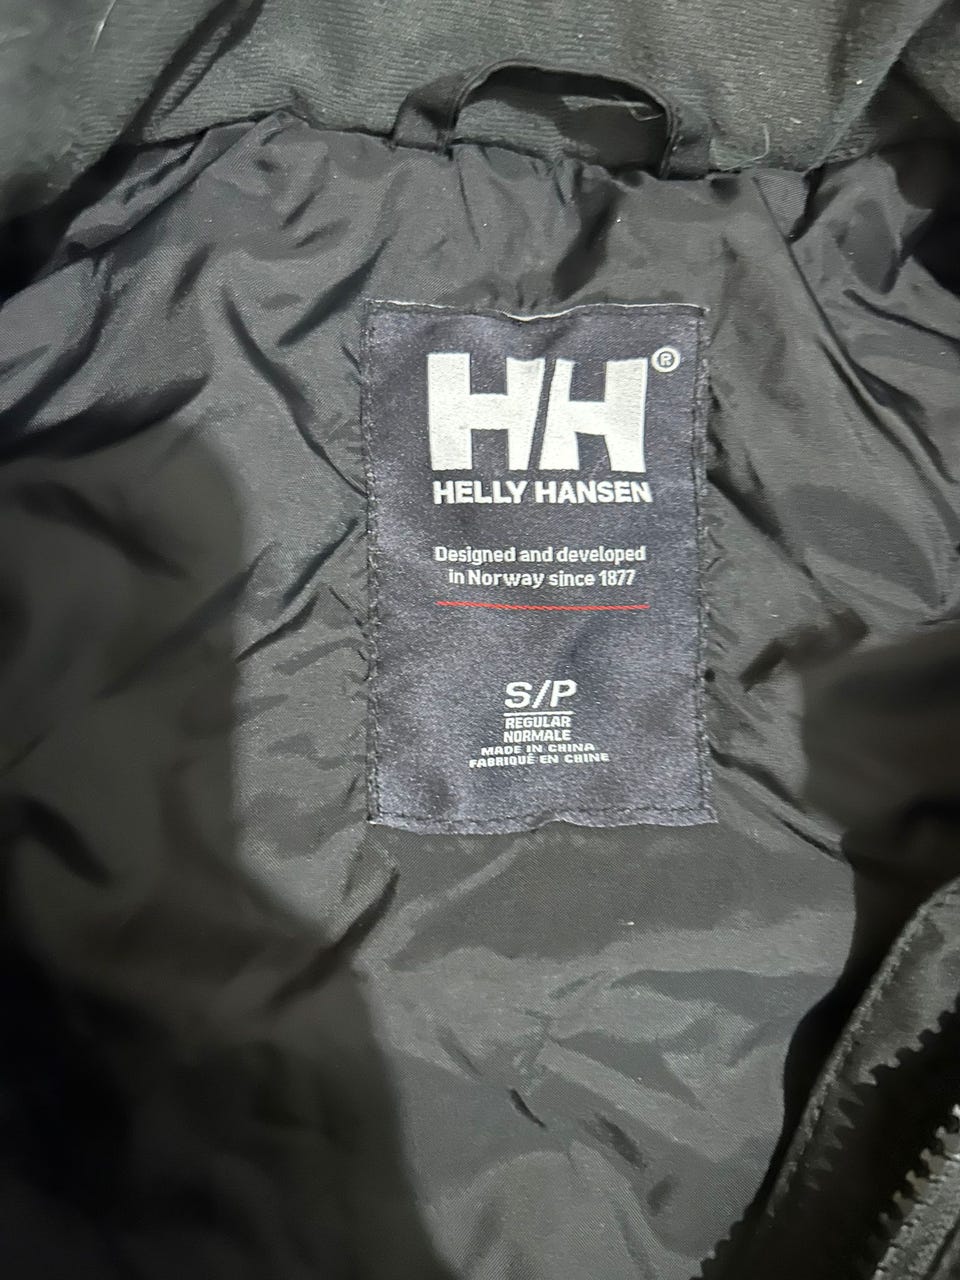 HH®
HELLY HANSEN
Designed and developed
in Norway since 1877
S/P
REGULAR
NORMALE
MADE IN CHINA
FABRIQUÉ EN CHINE